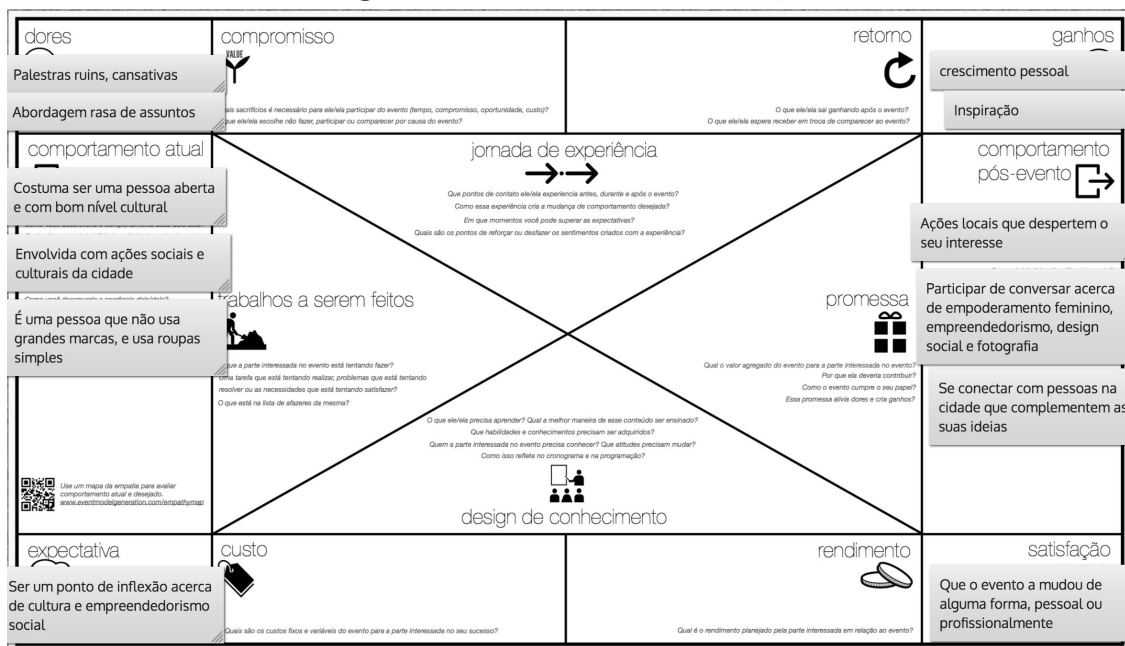 dores
Palestras ruins, cansativas
Abordagem rasa de assuntos
compromisso
VALUE
sacrifícios é necessário para ele/ela participar do evento (tempo, compromisso, oportunidade, custo)?
que ele/ela escolhe não fazer, participar ou comparecer por causa do evento?
retorno
O que ele/ela sai ganhando após o evento?
O que ele/ela espera receber em troca de comparecer ao evento?
ganhos
crescimento pessoal
Inspiração
comportamento atual
Costuma ser uma pessoa aberta
e com bom nível cultural
Envolvida com ações sociais e
culturais da cidade
É uma pessoa que não usa
grandes marcas, e usa roupas
simples
Use um mapa da empatia para avaliar
comportamento atual e desejado.
www.eventmodelgeneration.com/empathymap
jornada de experiência
Que pontos de contato ele/ela experiencia antes, durante e após o evento?
Como essa experiência cria a mudança de comportamento desejada?
Em que momentos você pode superar as expectativas?
Quais são os pontos de reforçar ou desfazer os sentimentos criados com a experiência?
trabalhos a serem feitos
que a parte interessada no evento está tentando fazer?
Uma tarefa que está tentando realizar, problemas que está tentando
resolver ou as necessidades que está tentando satisfazer?
O que está na lista de afazeres da mesma?
promessa
Qual o valor agregado do evento para a parte interessada no evento?
Por que ela deveria contribuir?
Como o evento cumpre o seu papel?
Essa promessa alivia dores e cria ganhos?
O que ele/ela precisa aprender? Qual a melhor maneira de esse conteúdo ser ensinado?
Que habilidades e conhecimentos precisam ser adquiridos?
Quem a parte interessada no evento precisa conhecer? Que atitudes precisam mudar?
Como isso reflete no cronograma e na programação?
design de conhecimento
comportamento
pós-evento
Ações locais que despertem o
seu interesse
Participar de conversar acerca
de empoderamento feminino,
empreendedorismo, design
social e fotografia
Se conectar com pessoas na
cidade que complementem as
suas ideias
expectativa
Ser um ponto de inflexão acerca
de cultura e empreendedorismo
social
custo
Quais são os custos fixos e variáveis do evento para a parte interessada no seu sucesso?
rendimento
Qual é o rendimento planejado pela parte interessada em relação ao evento?
satisfação
Que o evento a mudou de
alguma forma, pessoal ou
profissionalmente